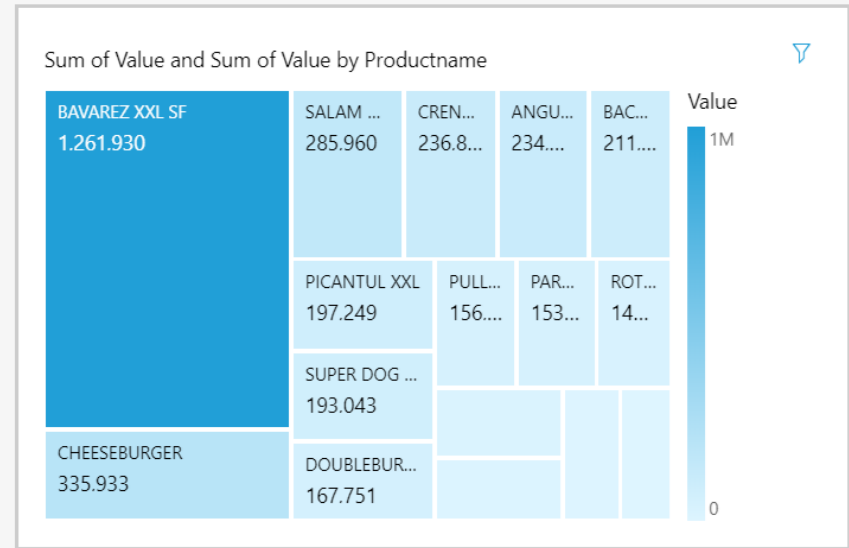 Sum of Value and Sum of Value by Productname
BAVAREZ XXL SF
1.261.930
CHEESEBURGER
335.933
SALAM ...
285.960
CREN...
236.8...
ANGU...
234....
BAC...
211....
PICANTUL XXL
197.249
SUPER DOG ...
193.043
DOUBLEBUR...
167.751
PULL...
156....
PAR...
153...
ROT...
14...
Value
1M
0